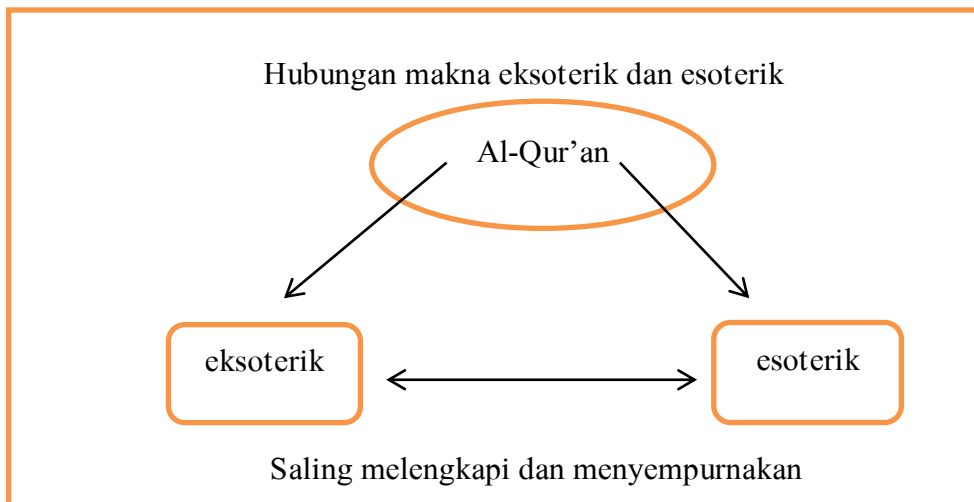 Hubungan makna eksoterik dan esoterik
Al-Qur’an
eksoterik
esoterik
Saling melengkapi dan menyempurnakan